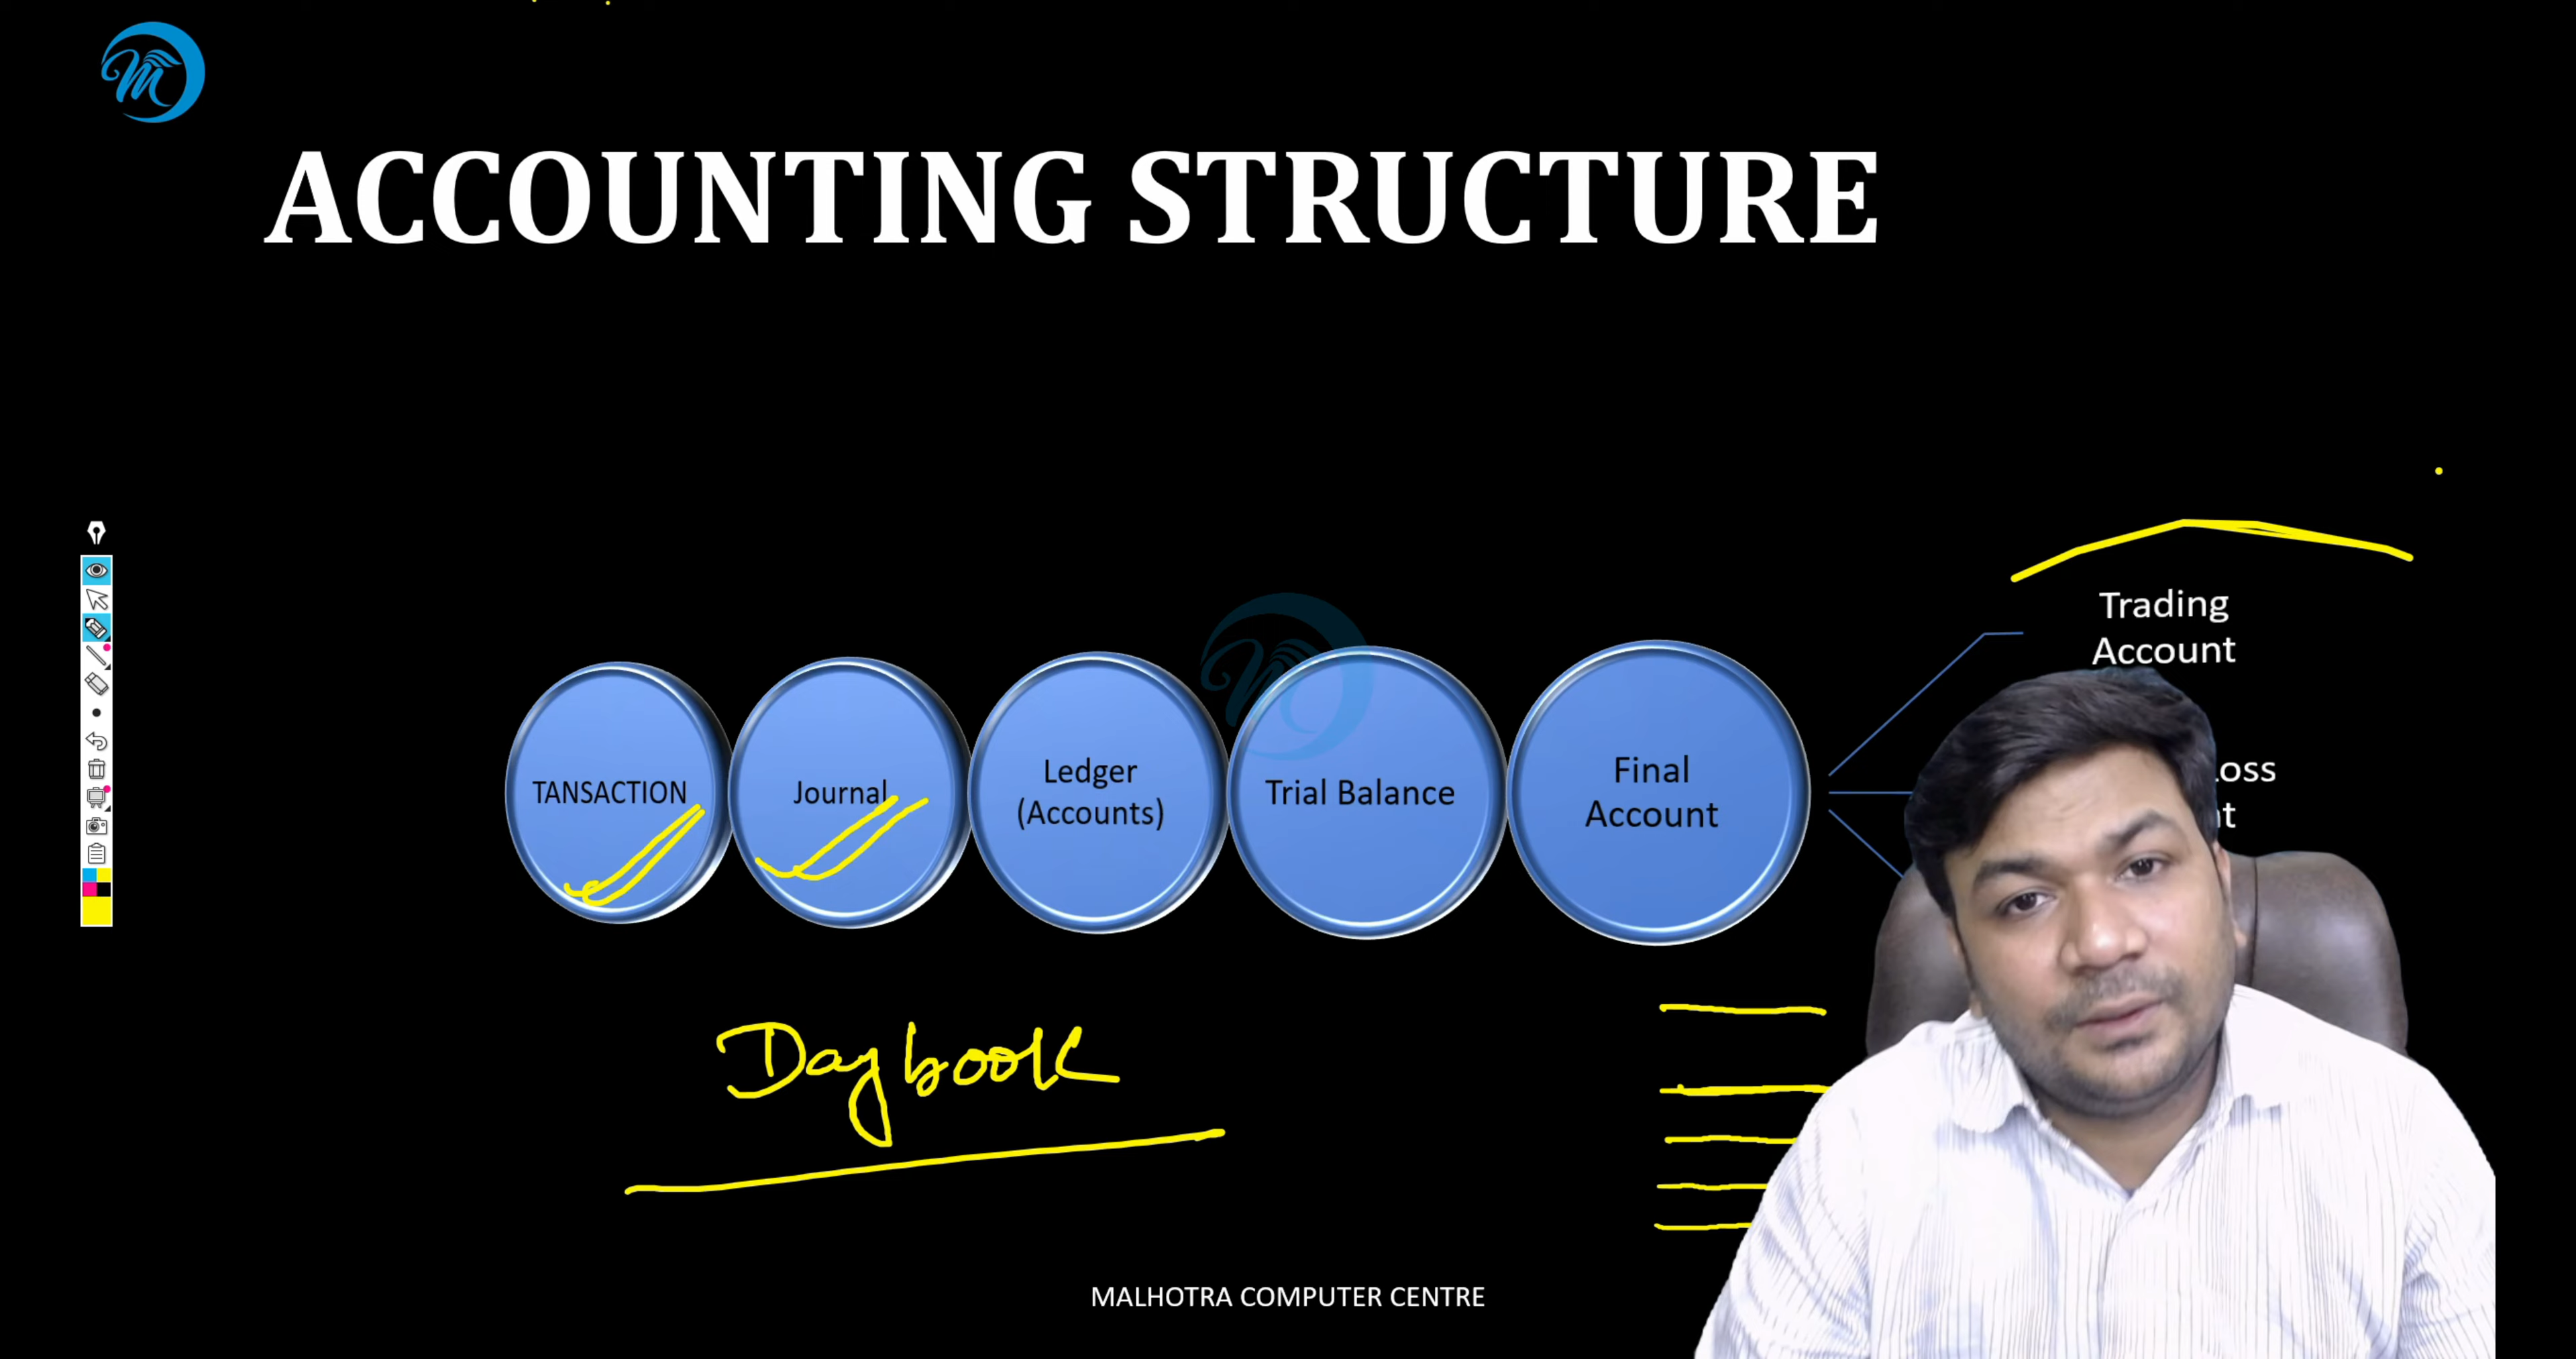 ACCOUNTING STRUCTURE
TANSACTION
Journal
Ledger
(Accounts)
Trial Balance
Final
Account
Trading
Account
Daybook
MALHOTRA COMPUTER CENTRE